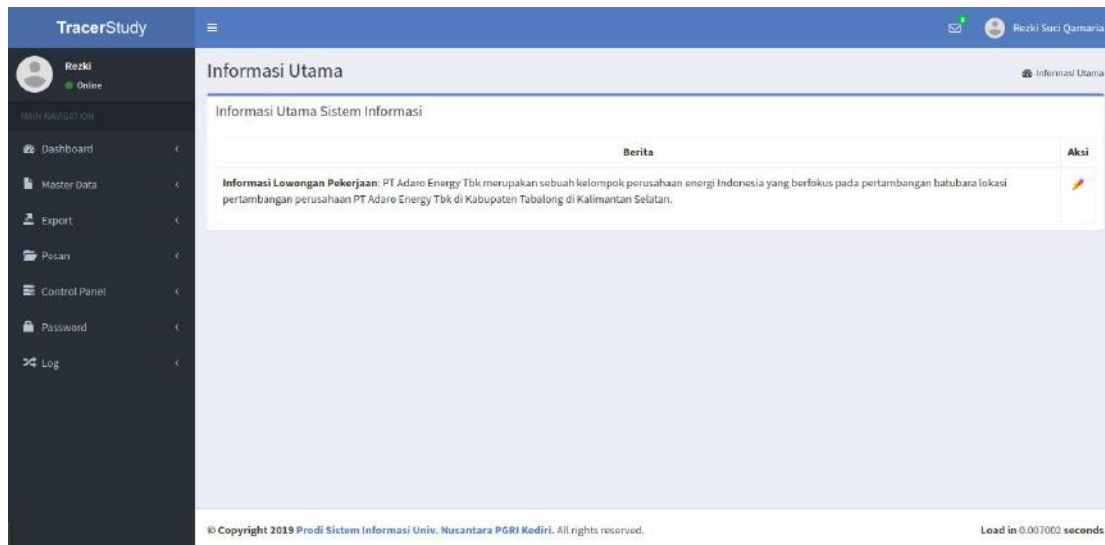 TracerStudy
0
Rezki Suci Qamaria
Rezki
Online
MAIN NAVIGATION
Dashboard
Master Data
Export
Pesan
Control Panel
Password
Log
Informasi Utama
Informasi Utama
Informasi Utama Sistem Informasi
Berita
Aksi
Informasi Lowongan Pekerjaan: PT Adaro Energy Tbk merupakan sebuah kelompok perusahaan energi Indonesia yang berfokus pada pertambangan batubara lokasi
pertambangan perusahaan PT Adaro Energy Tbk di Kabupaten Tabalong di Kalimantan Selatan.
© Copyright 2019 Prodi Sistem Informasi Univ. Nusantara PGRI Kediri. All rights reserved.
Load in 0.007002 seconds